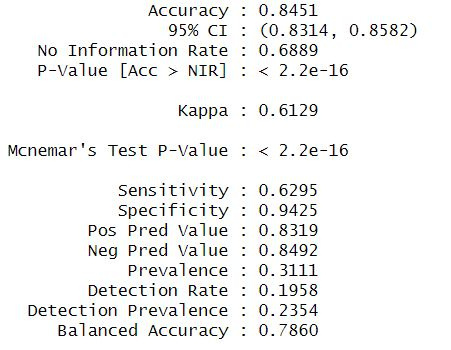 Accuracy : 0.8451
95% CI : (0.8314, 0.8582)
No Information Rate : 0.6889
P-Value [Acc > NIR] : < 2.2e-16
Kappa : 0.6129
Mcnemar's Test P-Value : < 2.2e-16
Sensitivity : 0.6295
Specificity : 0.9425
Pos Pred Value : 0.8319
Neg Pred Value : 0.8492
Prevalence : 0.3111
Detection Rate : 0.1958
Detection Prevalence : 0.2354
Balanced Accuracy : 0.7860